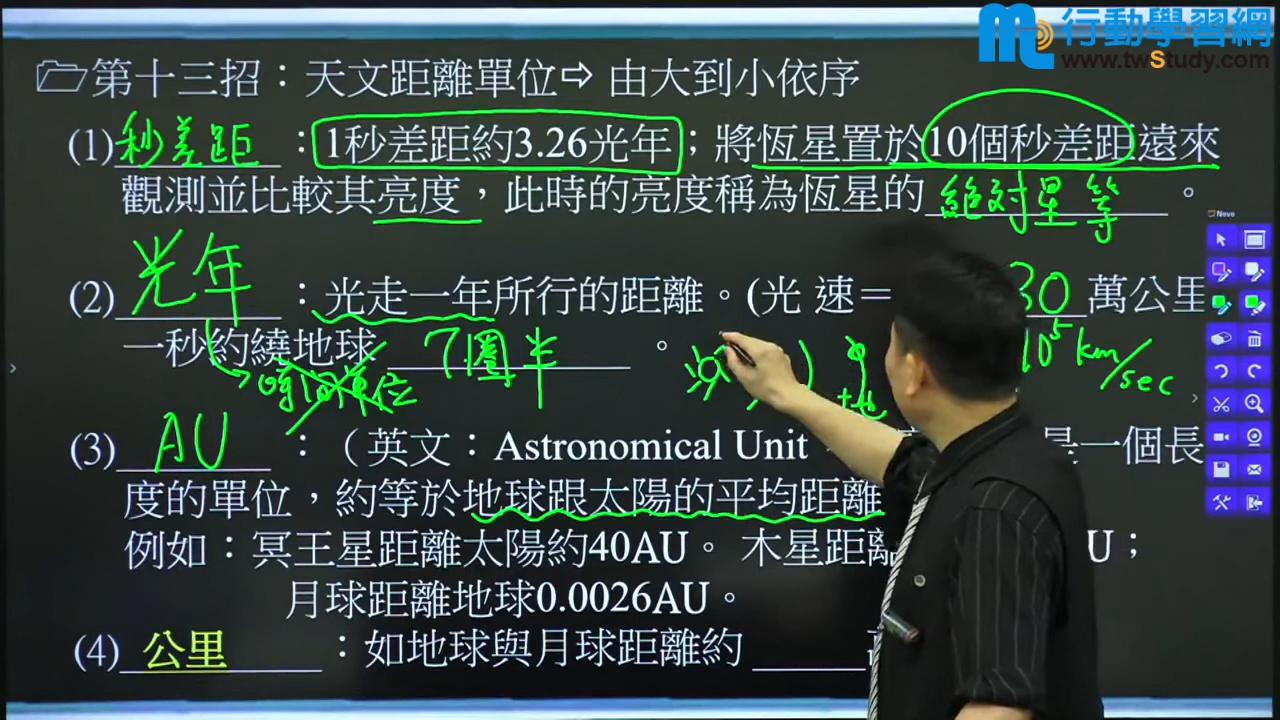 行動學習網
www.twstudy.com
第十三招：天文距離單位⇨ 由大到小依序
(1)秒差距：1秒差距約3.26光年；將恆星置於10個秒差距遠來
觀測並比較其亮度，此時的亮度稱為恆星的絕對星等。
(2)光年：光走一年所行的距離。(光 速＝ 30萬公里
一秒約繞地球 7圈半 。
10⁵ km/sec
時間單位
地
(3) AU ：（英文：Astronomical Unit 是一個長
度的單位，約等於地球跟太陽的平均距離
例如：冥王星距離太陽約40AU。 木星距離 U；
月球距離地球0.0026AU。
(4) 公里 ：如地球與月球距離約
Novo